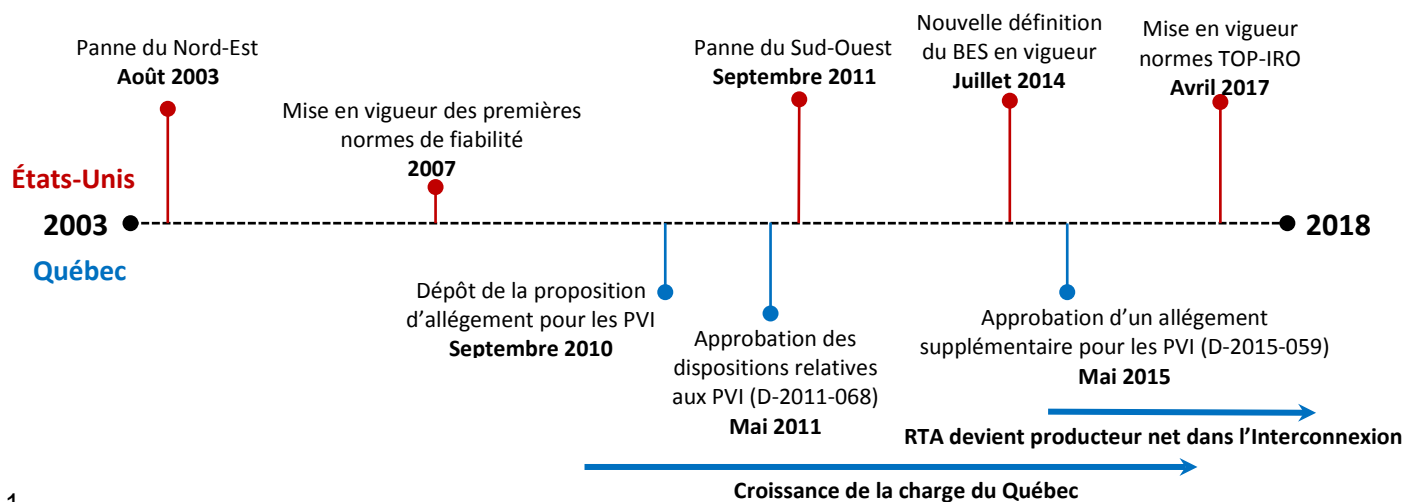 Panne du Nord-Est
Août 2003
Mise en vigueur des premières
normes de fiabilité
2007
Panne du Sud-Ouest
Septembre 2011
Nouvelle définition
du BES en vigueur
Juillet 2014
Mise en vigueur
normes TOP-IRO
Avril 2017
États-Unis
2003
2018
Québec
Dépôt de la proposition
d'allégement pour les PVI
Septembre 2010
Approbation des
dispositions relatives
aux PVI (D-2011-068)
Mai 2011
Approbation d'un allégement
supplémentaire pour les PVI (D-2015-059)
Mai 2015
RTA devient producteur net dans l'Interconnexion
Croissance de la charge du Québec
1